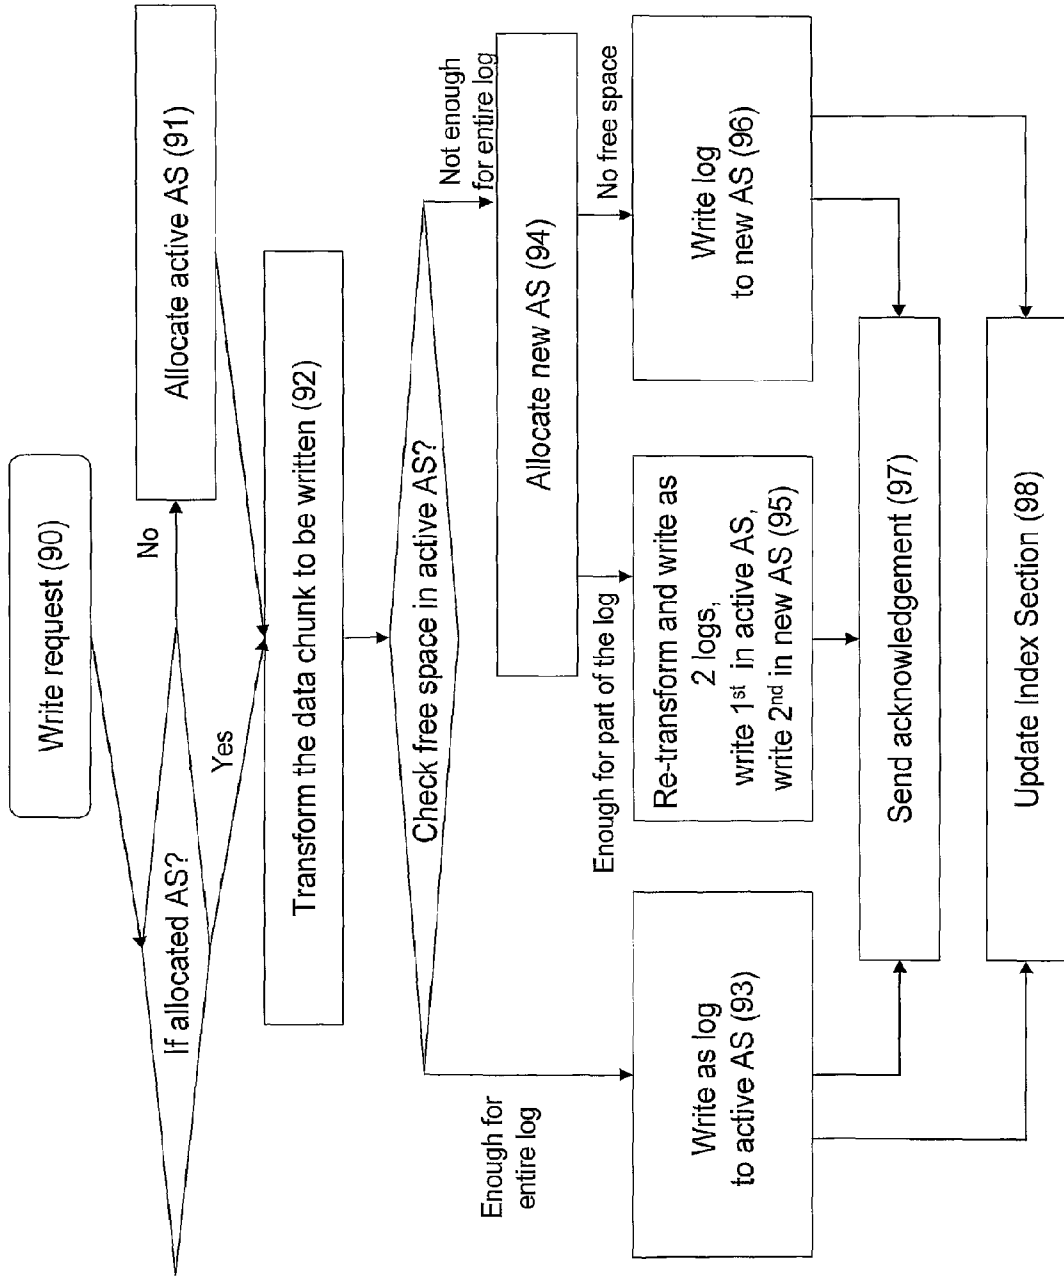 Write request (90)
If allocated AS?
No
Yes
Allocate active AS (91)
Transform the data chunk to be written (92)
Check free space in active AS?
Enough for
entire log
Not enough
for entire log
Allocate new AS (94)
Enough for part of the log
No free space
Write as log
to active AS (93)
Re-transform and write as
2 logs,
write 1st in active AS,
write 2nd in new AS (95)
Write log
to new AS (96)
Send acknowledgement (97)
Update Index Section (98)